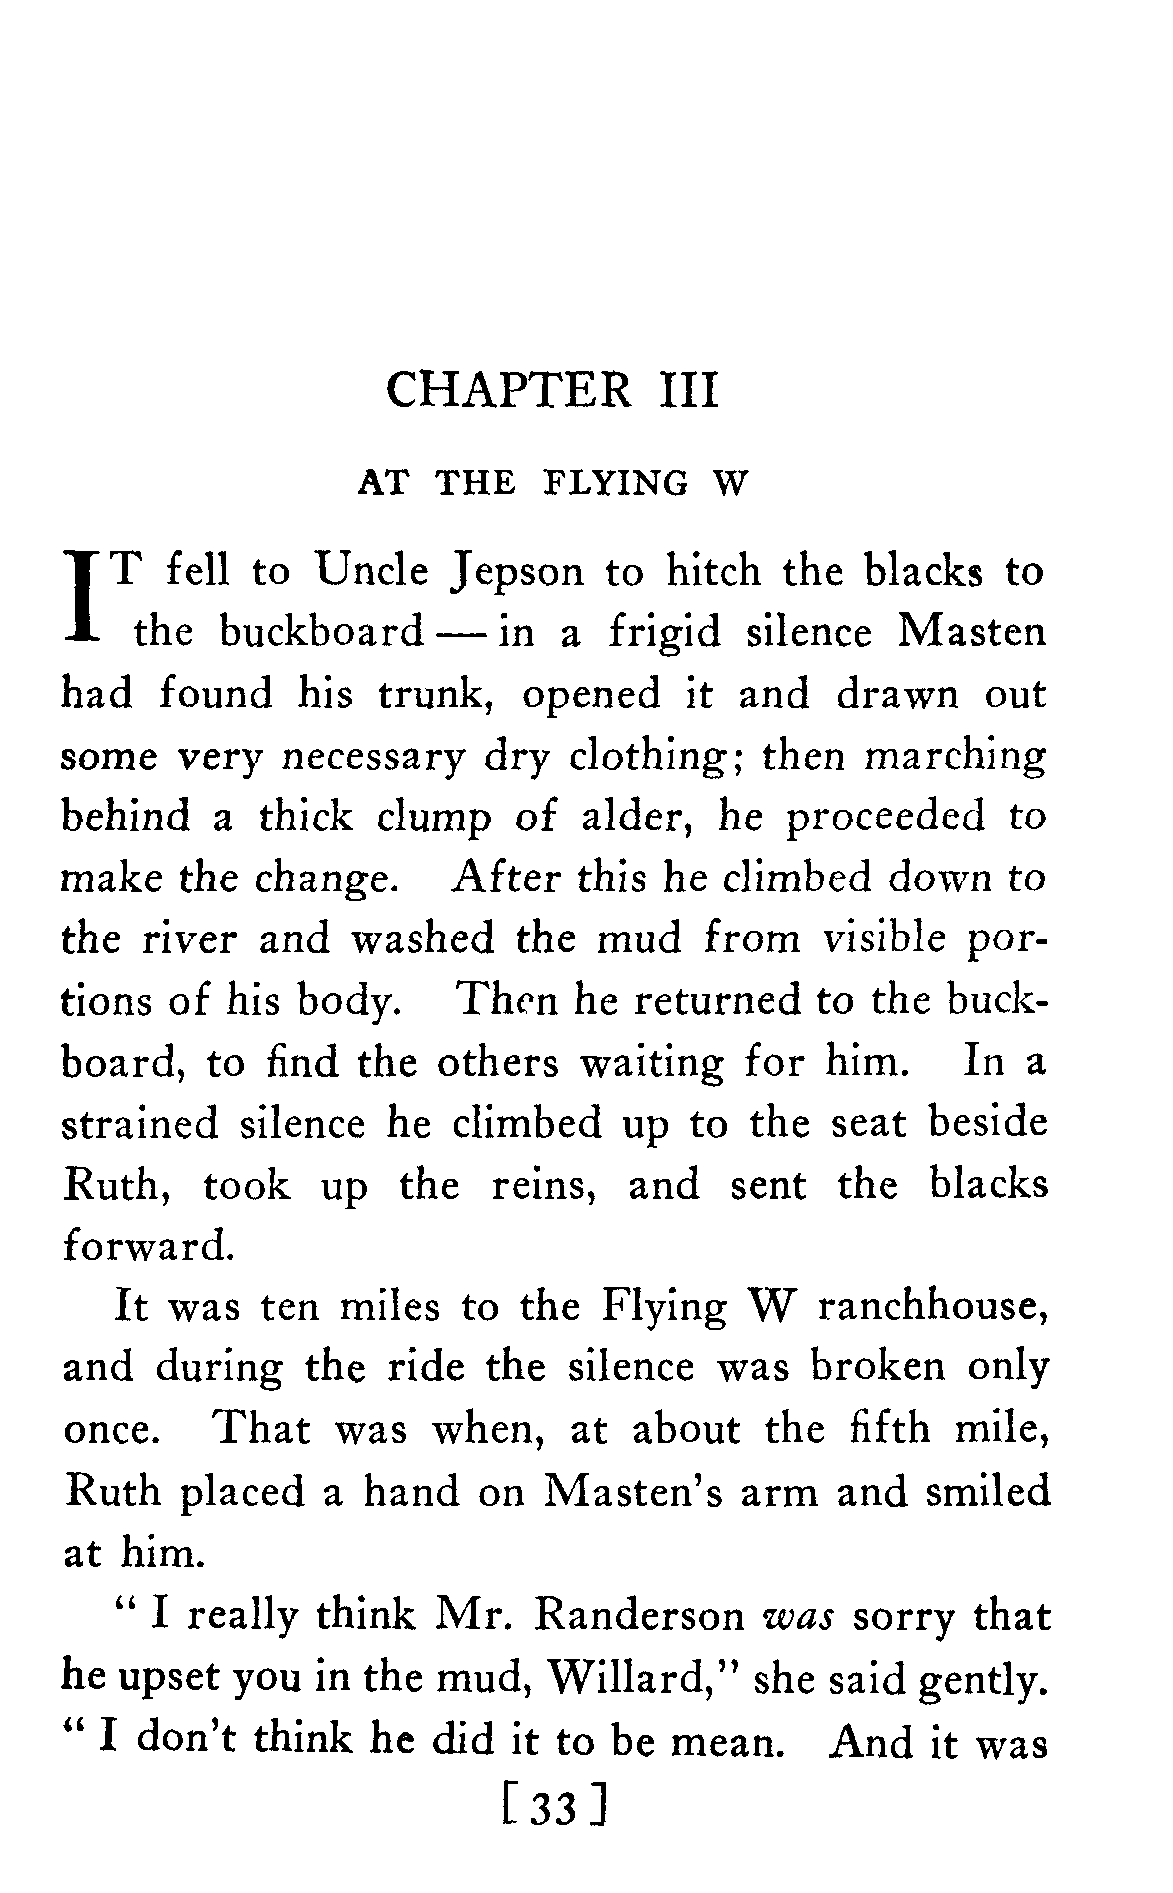 CHAPTER III
AT THE FLYING W
IT fell to Uncle Jepson to hitch the blacks to
the buckboard — in a frigid silence Masten
had found his trunk, opened it and drawn out
some very necessary dry clothing; then marching
behind a thick clump of alder, he proceeded to
make the change. After this he climbed down to
the river and washed the mud from visible por-
tions of his body. Then he returned to the buck-
board, to find the others waiting for him. In a
strained silence he climbed up to the seat beside
Ruth, took up the reins, and sent the blacks
forward.
It was ten miles to the Flying W ranchhouse,
and during the ride the silence was broken only
once. That was when, at about the fifth mile,
Ruth placed a hand on Masten's arm and smiled
at him.
" I really think Mr. Randerson was sorry that
he upset you in the mud, Willard," she said gently.
" I don't think he did it to be mean. And it was
[ 33 ]